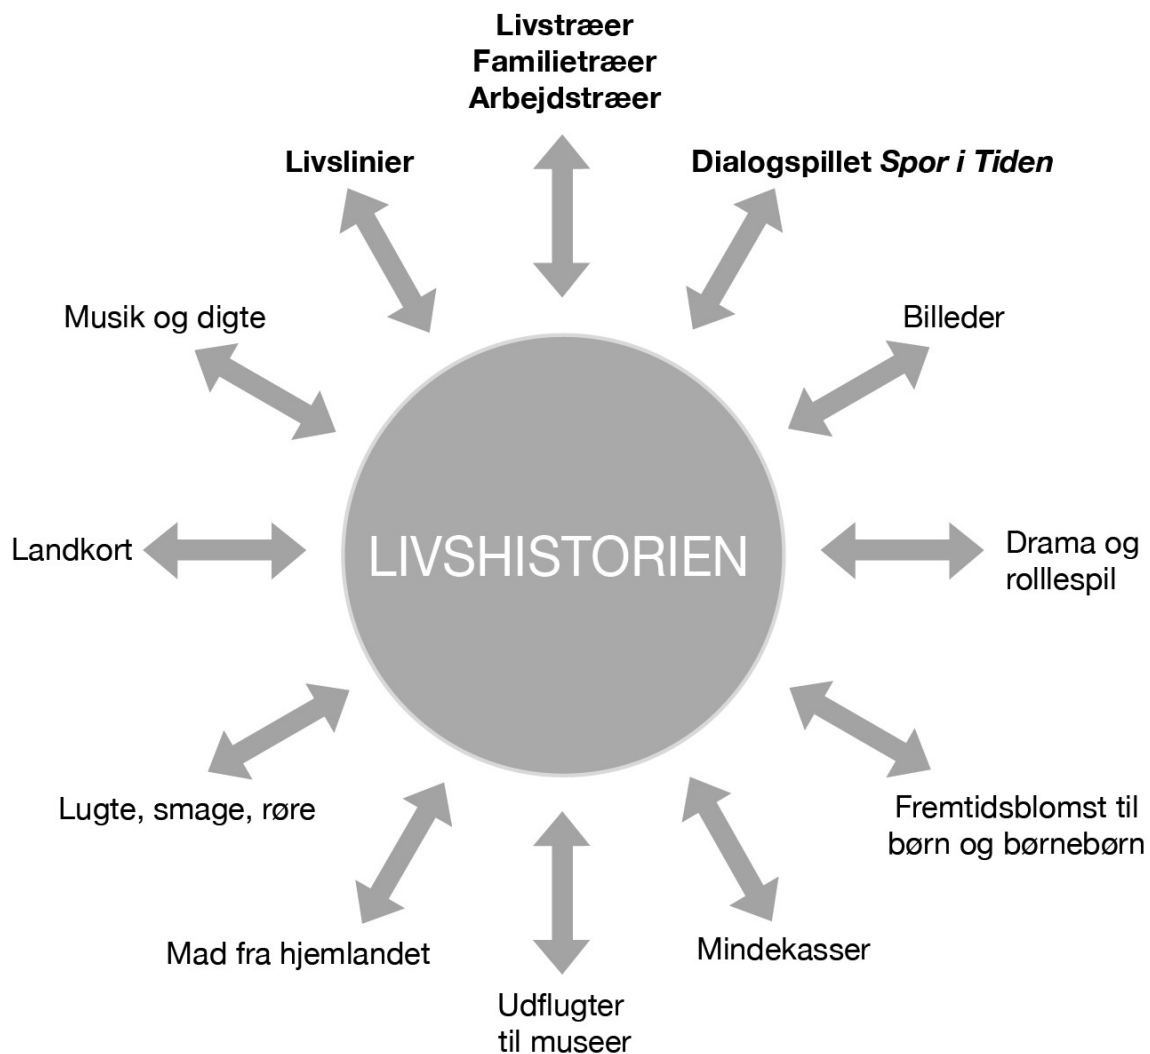 Livstræer
Familietræer
Arbejdstræer
Livslinier
Dialogspillet Spor i Tiden
Musik og digte
Billeder
Landkort
LIVSHISTORIEN
Drama og
rolllespil
Lugte, smage, røre
Fremtidsblomst til
børn og børnebørn
Mad fra hjemlandet
Mindekasser
Udflugter
til museer